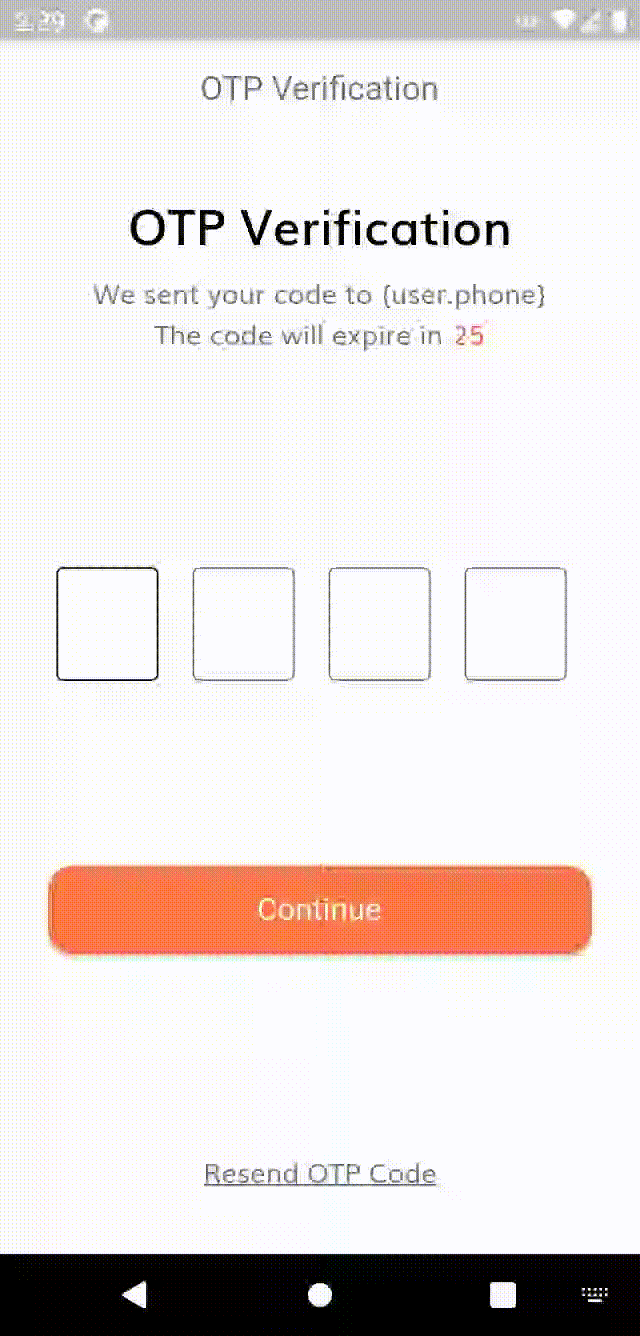 2:29
OTP Verification
OTP Verification
We sent your code to {user.phone}
The code will expire in 25
Continue
Resend OTP Code